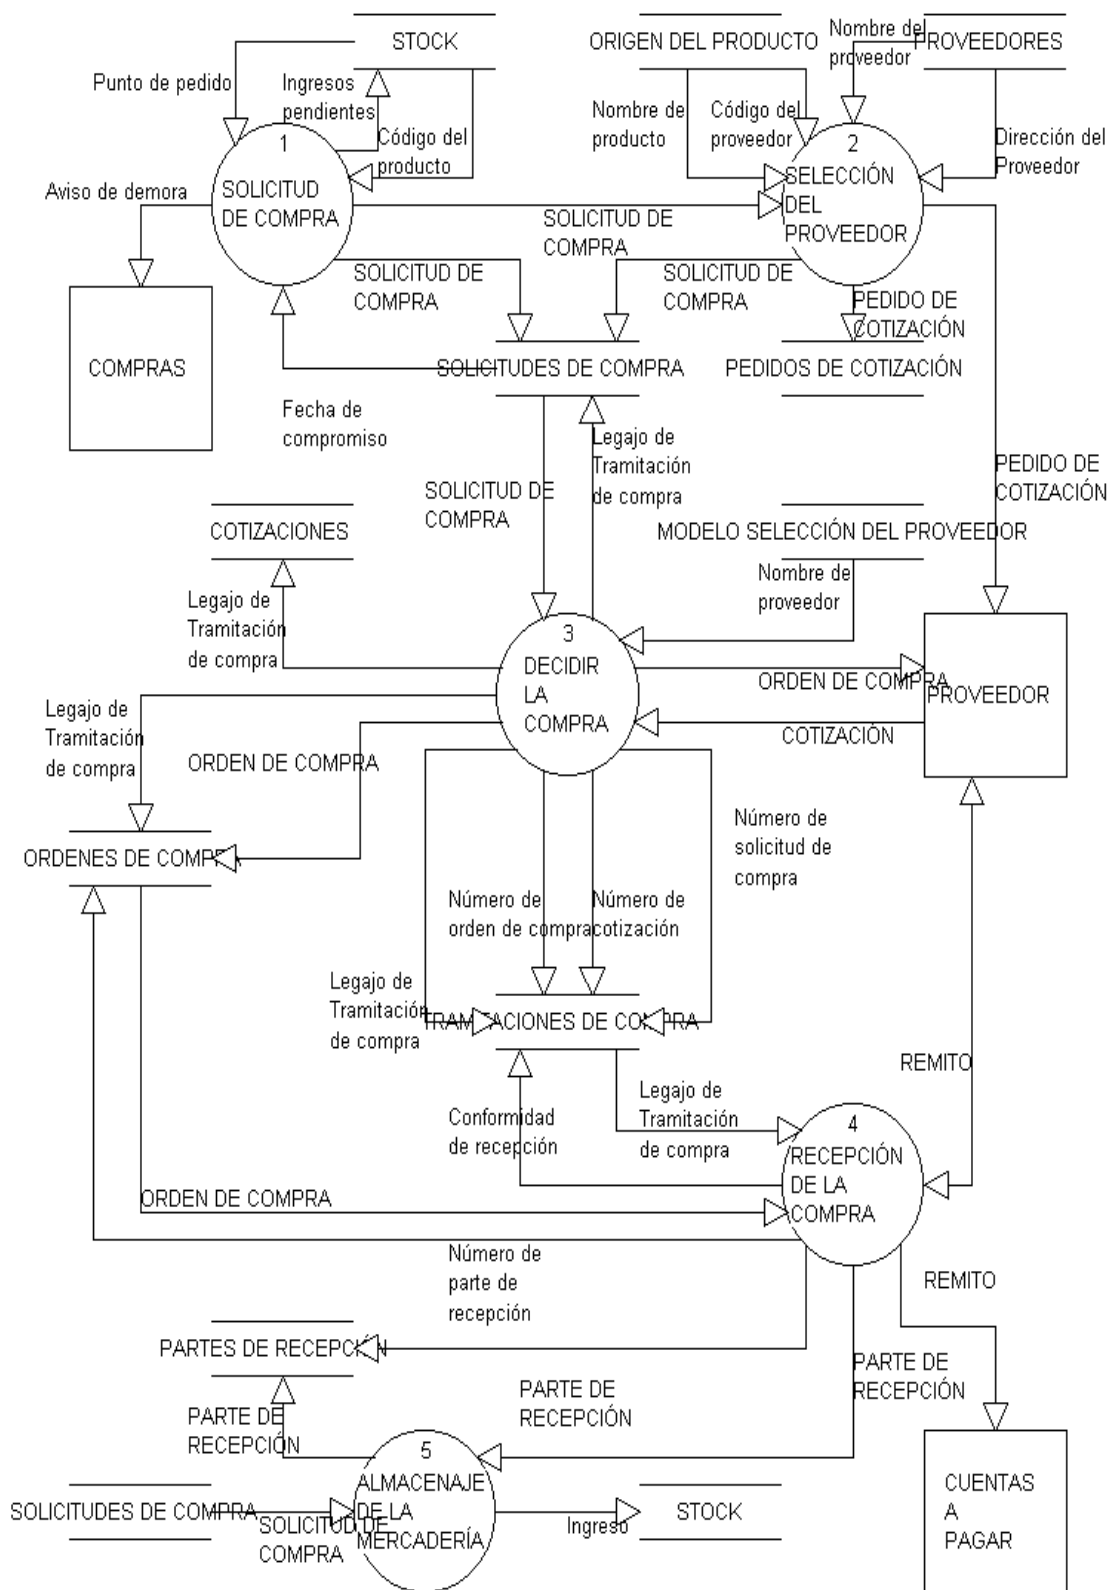 STOCK
ORIGEN DEL PRODUCTO
Nombre del
proveedor
PROVEEDORES
Punto de pedido
Ingresos
pendientes
Código del
producto
Nombre de
producto
Código del
proveedor
Dirección del
Proveedor
1
SOLICITUD
DE COMPRA
2
SELECCIÓN
DEL
PROVEEDOR
Aviso de demora
SOLICITUD DE
COMPRA
SOLICITUD DE
COMPRA
SOLICITUD DE
COMPRA
PEDIDO DE
COTIZACIÓN
COMPRAS
SOLICITUDES DE COMPRA
PEDIDOS DE COTIZACIÓN
Fecha de
compromiso
Legajo de
Tramitación
de compra
SOLICITUD DE
COMPRA
PEDIDO DE
COTIZACIÓN
COTIZACIONES
MODELO SELECCIÓN DEL PROVEEDOR
Nombre de
proveedor
Legajo de
Tramitación
de compra
3
DECIDIR
LA
COMPRA
ORDEN DE COMPRA
PROVEEDOR
COTIZACIÓN
Legajo de
Tramitación
de compra
ORDEN DE COMPRA
Número de
solicitud de
compra
ORDENES DE COMPRA
Número de
orden de compra
Número de
cotización
Legajo de
Tramitación
de compra
TRAMITACIONES DE COMPRA
REMITO
Conformidad
de recepción
Legajo de
Tramitación
de compra
4
RECEPCIÓN
DE LA
COMPRA
ORDEN DE COMPRA
Número de
parte de
recepción
REMITO
PARTES DE RECEPCIÓN
PARTE DE
RECEPCIÓN
PARTE DE
RECEPCIÓN
PARTE DE
RECEPCIÓN
5
ALMACENAJE
DE LA
MERCADERÍA
SOLICITUDES DE COMPRA
SOLICITUD DE
COMPRA
Ingreso
STOCK
CUENTAS
A
PAGAR